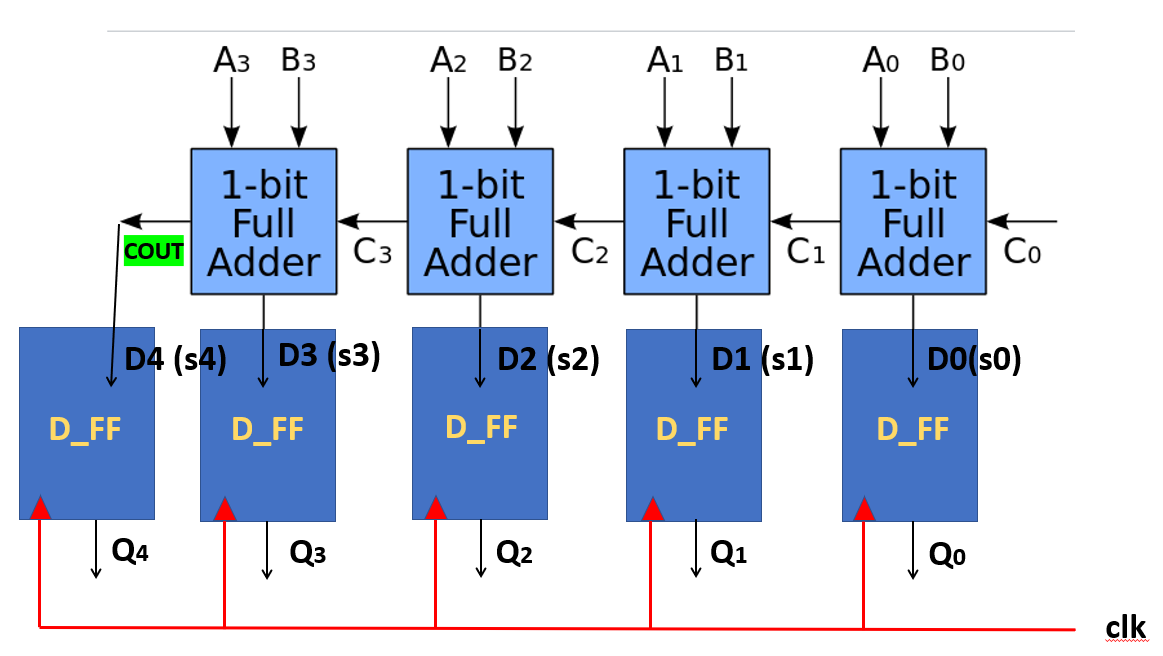 A3 B3 A2 B2 A1 B1 A0 B0
1-bit Full Adder
1-bit Full Adder
1-bit Full Adder
1-bit Full Adder
COUT C3 C2 C1 C0
D4 (s4) D3 (s3) D2 (s2) D1 (s1) D0(s0)
D_FF D_FF D_FF D_FF D_FF
Q4 Q3 Q2 Q1 Q0
clk